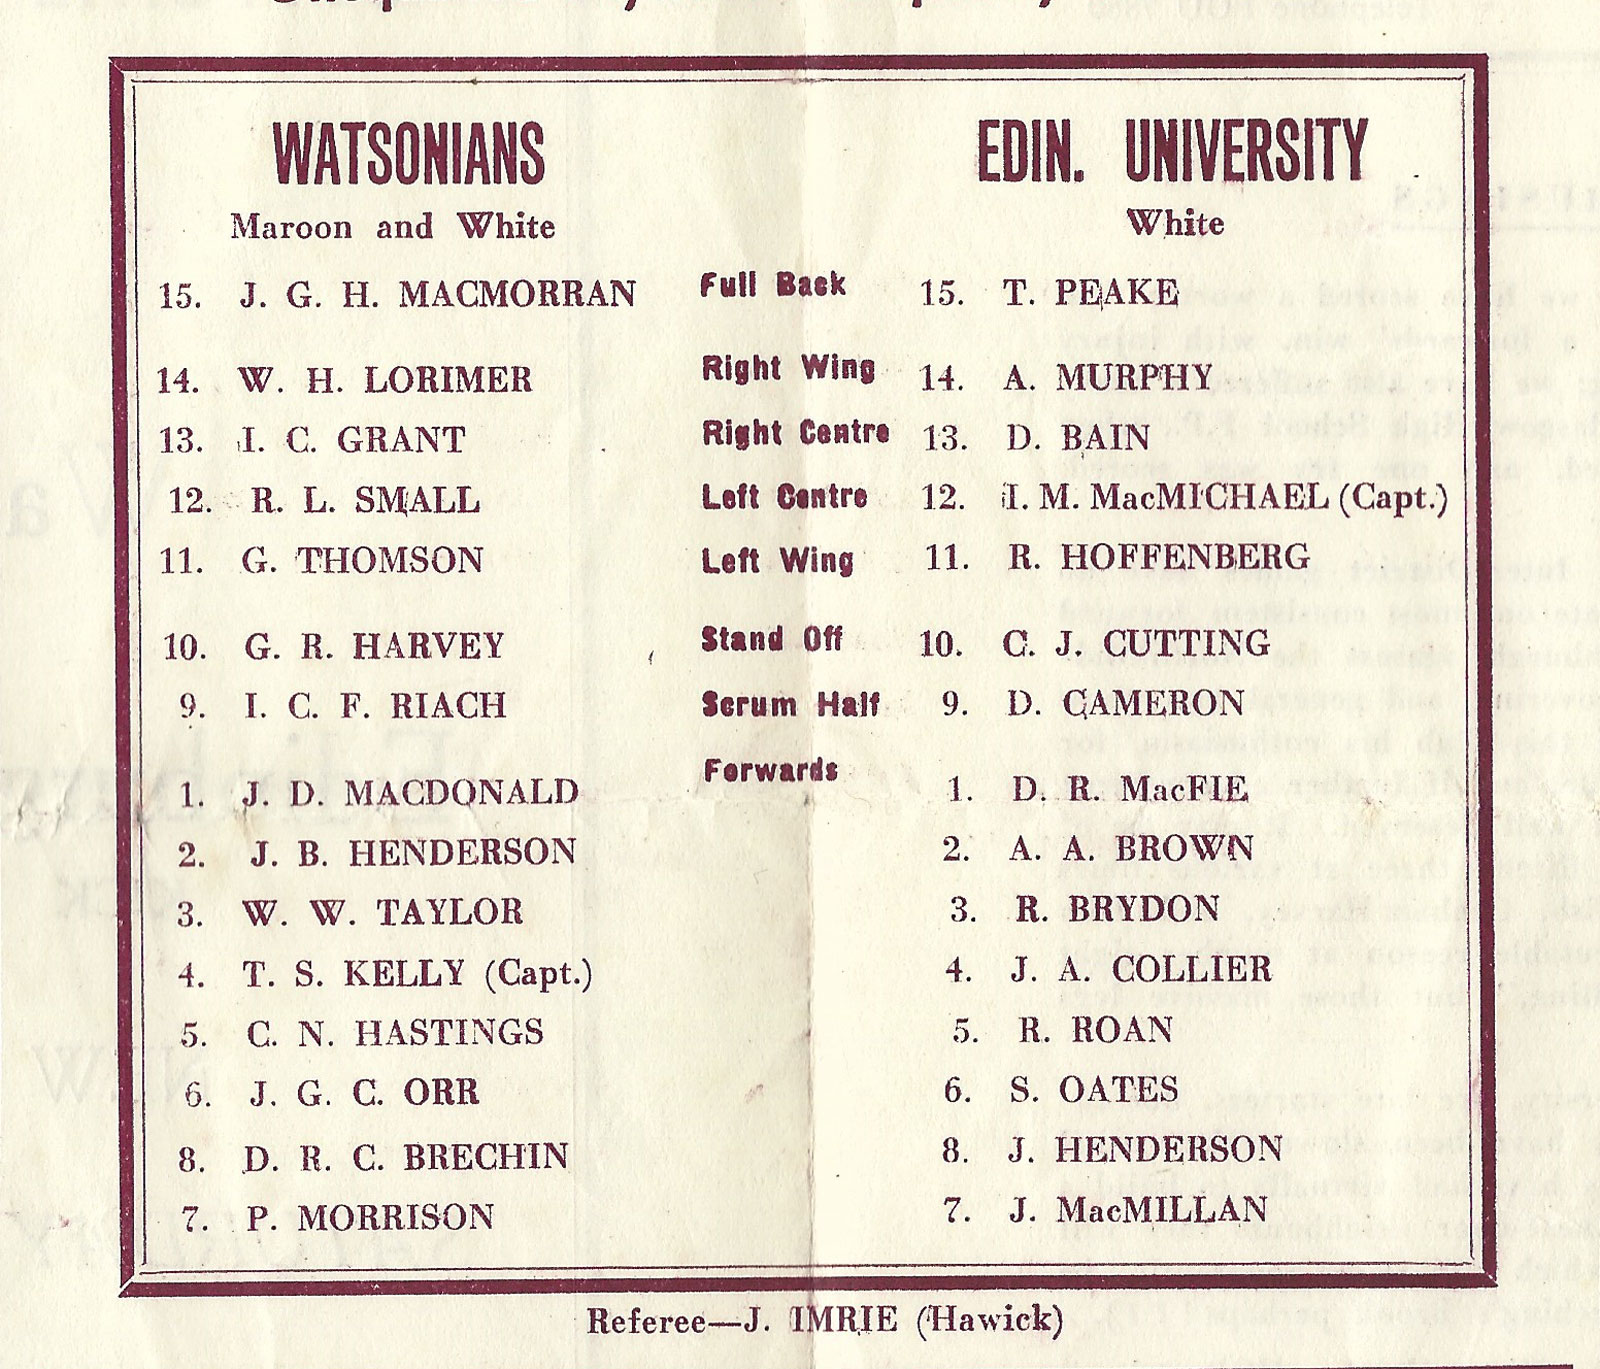 WATSONIANS EDIN. UNIVERSITY
Maroon and White White
15. J. G. H. MACMORRAN Full Back 15. T. PEAKE
14. W. H. LORIMER Right Wing 14. A. MURPHY
13. I. C. GRANT Right Centre 13. D. BAIN
12. R. L. SMALL Left Centre 12. I. M. MacMICHAEL (Capt.)
11. G. THOMSON Left Wing 11. R. HOFFENBERG
10. G. R. HARVEY Stand Off 10. C. J. CUTTING
9. I. C. F. RIACH Scrum Half 9. D. CAMERON
Forwards
1. J. D. MACDONALD 1. D. R. MacFIE
2. J. B. HENDERSON 2. A. A. BROWN
3. W. W. TAYLOR 3. R. BRYDON
4. T. S. KELLY (Capt.) 4. J. A. COLLIER
5. C. N. HASTINGS 5. R. ROAN
6. J. G. C. ORR 6. S. OATES
8. D. R. C. BRECHIN 8. J. HENDERSON
7. P. MORRISON 7. J. MacMILLAN
Referee—J. IMRIE (Hawick)